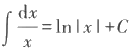 ∫ dx/x = ln|x| + C